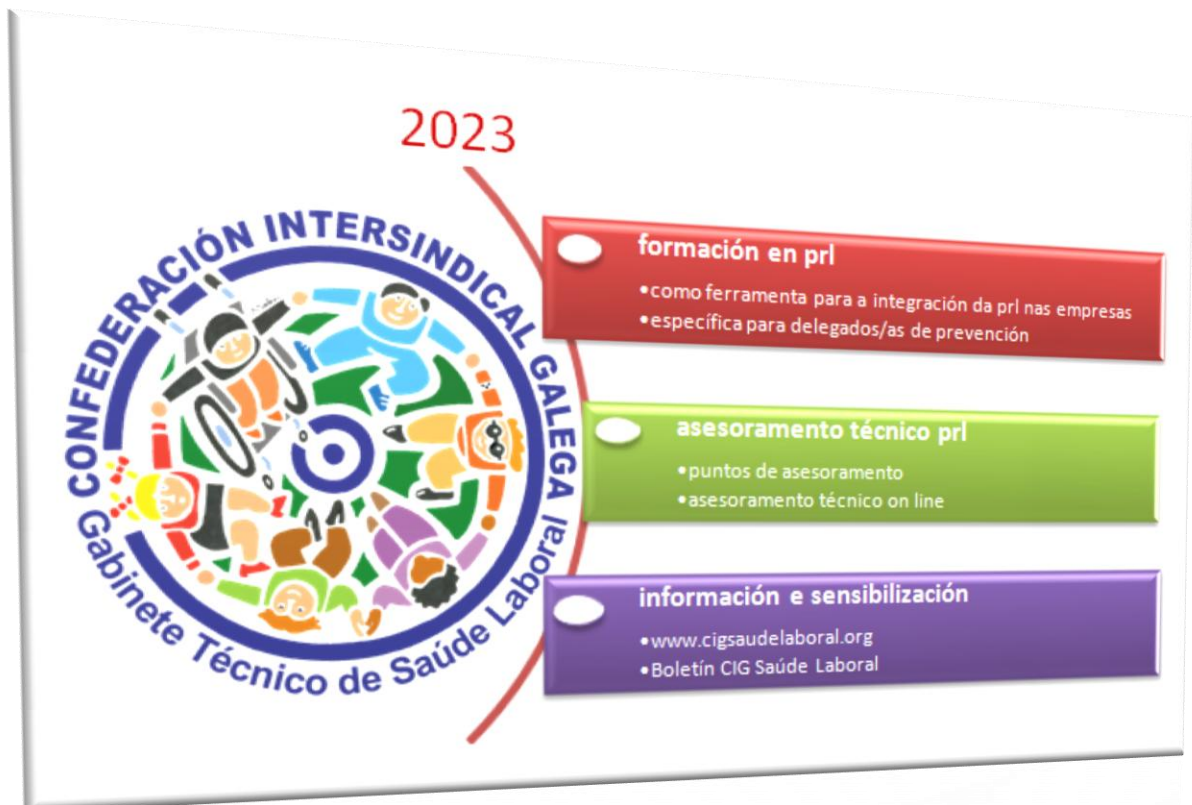 2023
CONFEDERACIÓN INTERSINDICAL GALEGA
Gabinete Técnico de Saúde Laboral
formación en prl
•como ferramenta para a integración da prl nas empresas
•específica para delegados/as de prevención
asesoramento técnico prl
•puntos de asesoramento
•asesoramento técnico on line
información e sensibilización
•www.cigsaudelaboral.org
•Boletín CIG Saúde Laboral